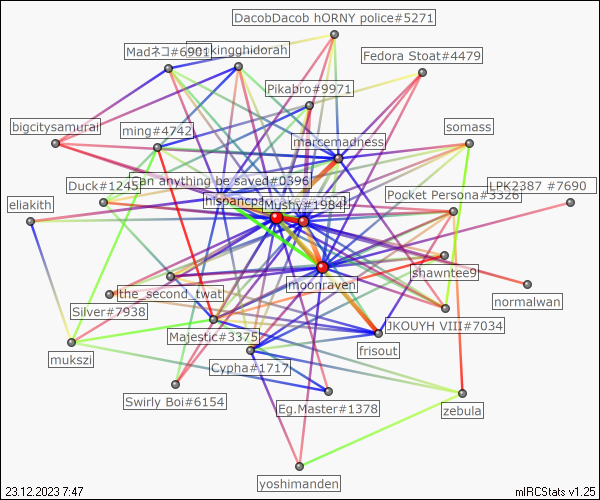 DacobDacob hORNY police#5271
Madネコ#6901
kingghidorah
Fedora Stoat#4479
Pikabro#9971
bigcitysamurai
ming#4742
marcemadness
somass
Duck#1245
Can anything be saved#0396
Pocket Persona#3326
LPK2387 #7690
eliakith
Mushy#1984
moonraven
shawntee9
normalwan
Silver#7938
the_second_twat
Majestic#3375
JKOUYH VIII#7034
frisout
mukszi
Cypha#1717
Swirly Boi#6154
Eg.Master#1378
zebula
yoshimanden
23.12.2023 7:47
mIRCStats v1.25